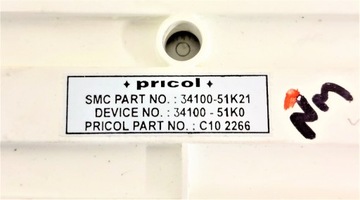 ✦ pricol ✦
SMC PART NO. : 34100-51K21
DEVICE NO. : 34100 - 51K0
PRICOL PART NO. : C10 2266